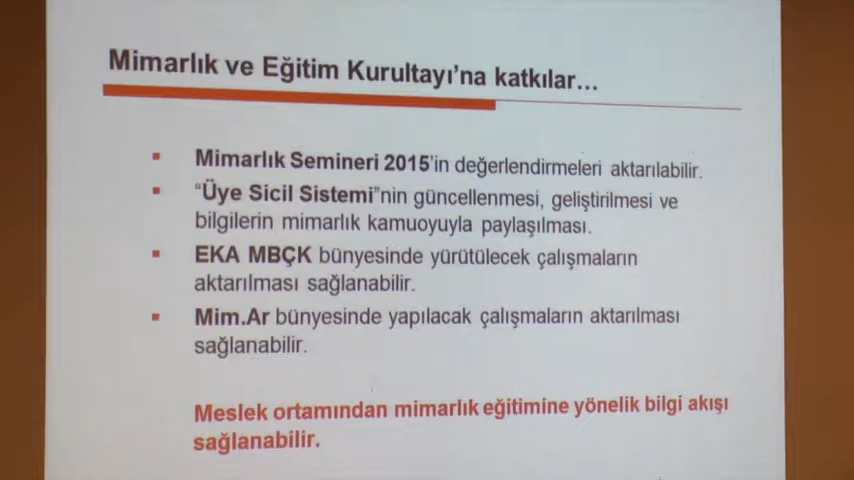 Mimarlık ve Eğitim Kurultayı’na katkılar...
▪ Mimarlık Semineri 2015’in değerlendirmeleri aktarılabilir.
▪ “Üye Sicil Sistemi”nin güncellenmesi, geliştirilmesi ve
bilgilerin mimarlık kamuoyuyla paylaşılması.
▪ EKA MBÇK bünyesinde yürütülecek çalışmaların
aktarılması sağlanabilir.
▪ Mim.Ar bünyesinde yapılacak çalışmaların aktarılması
sağlanabilir.
Meslek ortamından mimarlık eğitimine yönelik bilgi akışı
sağlanabilir.